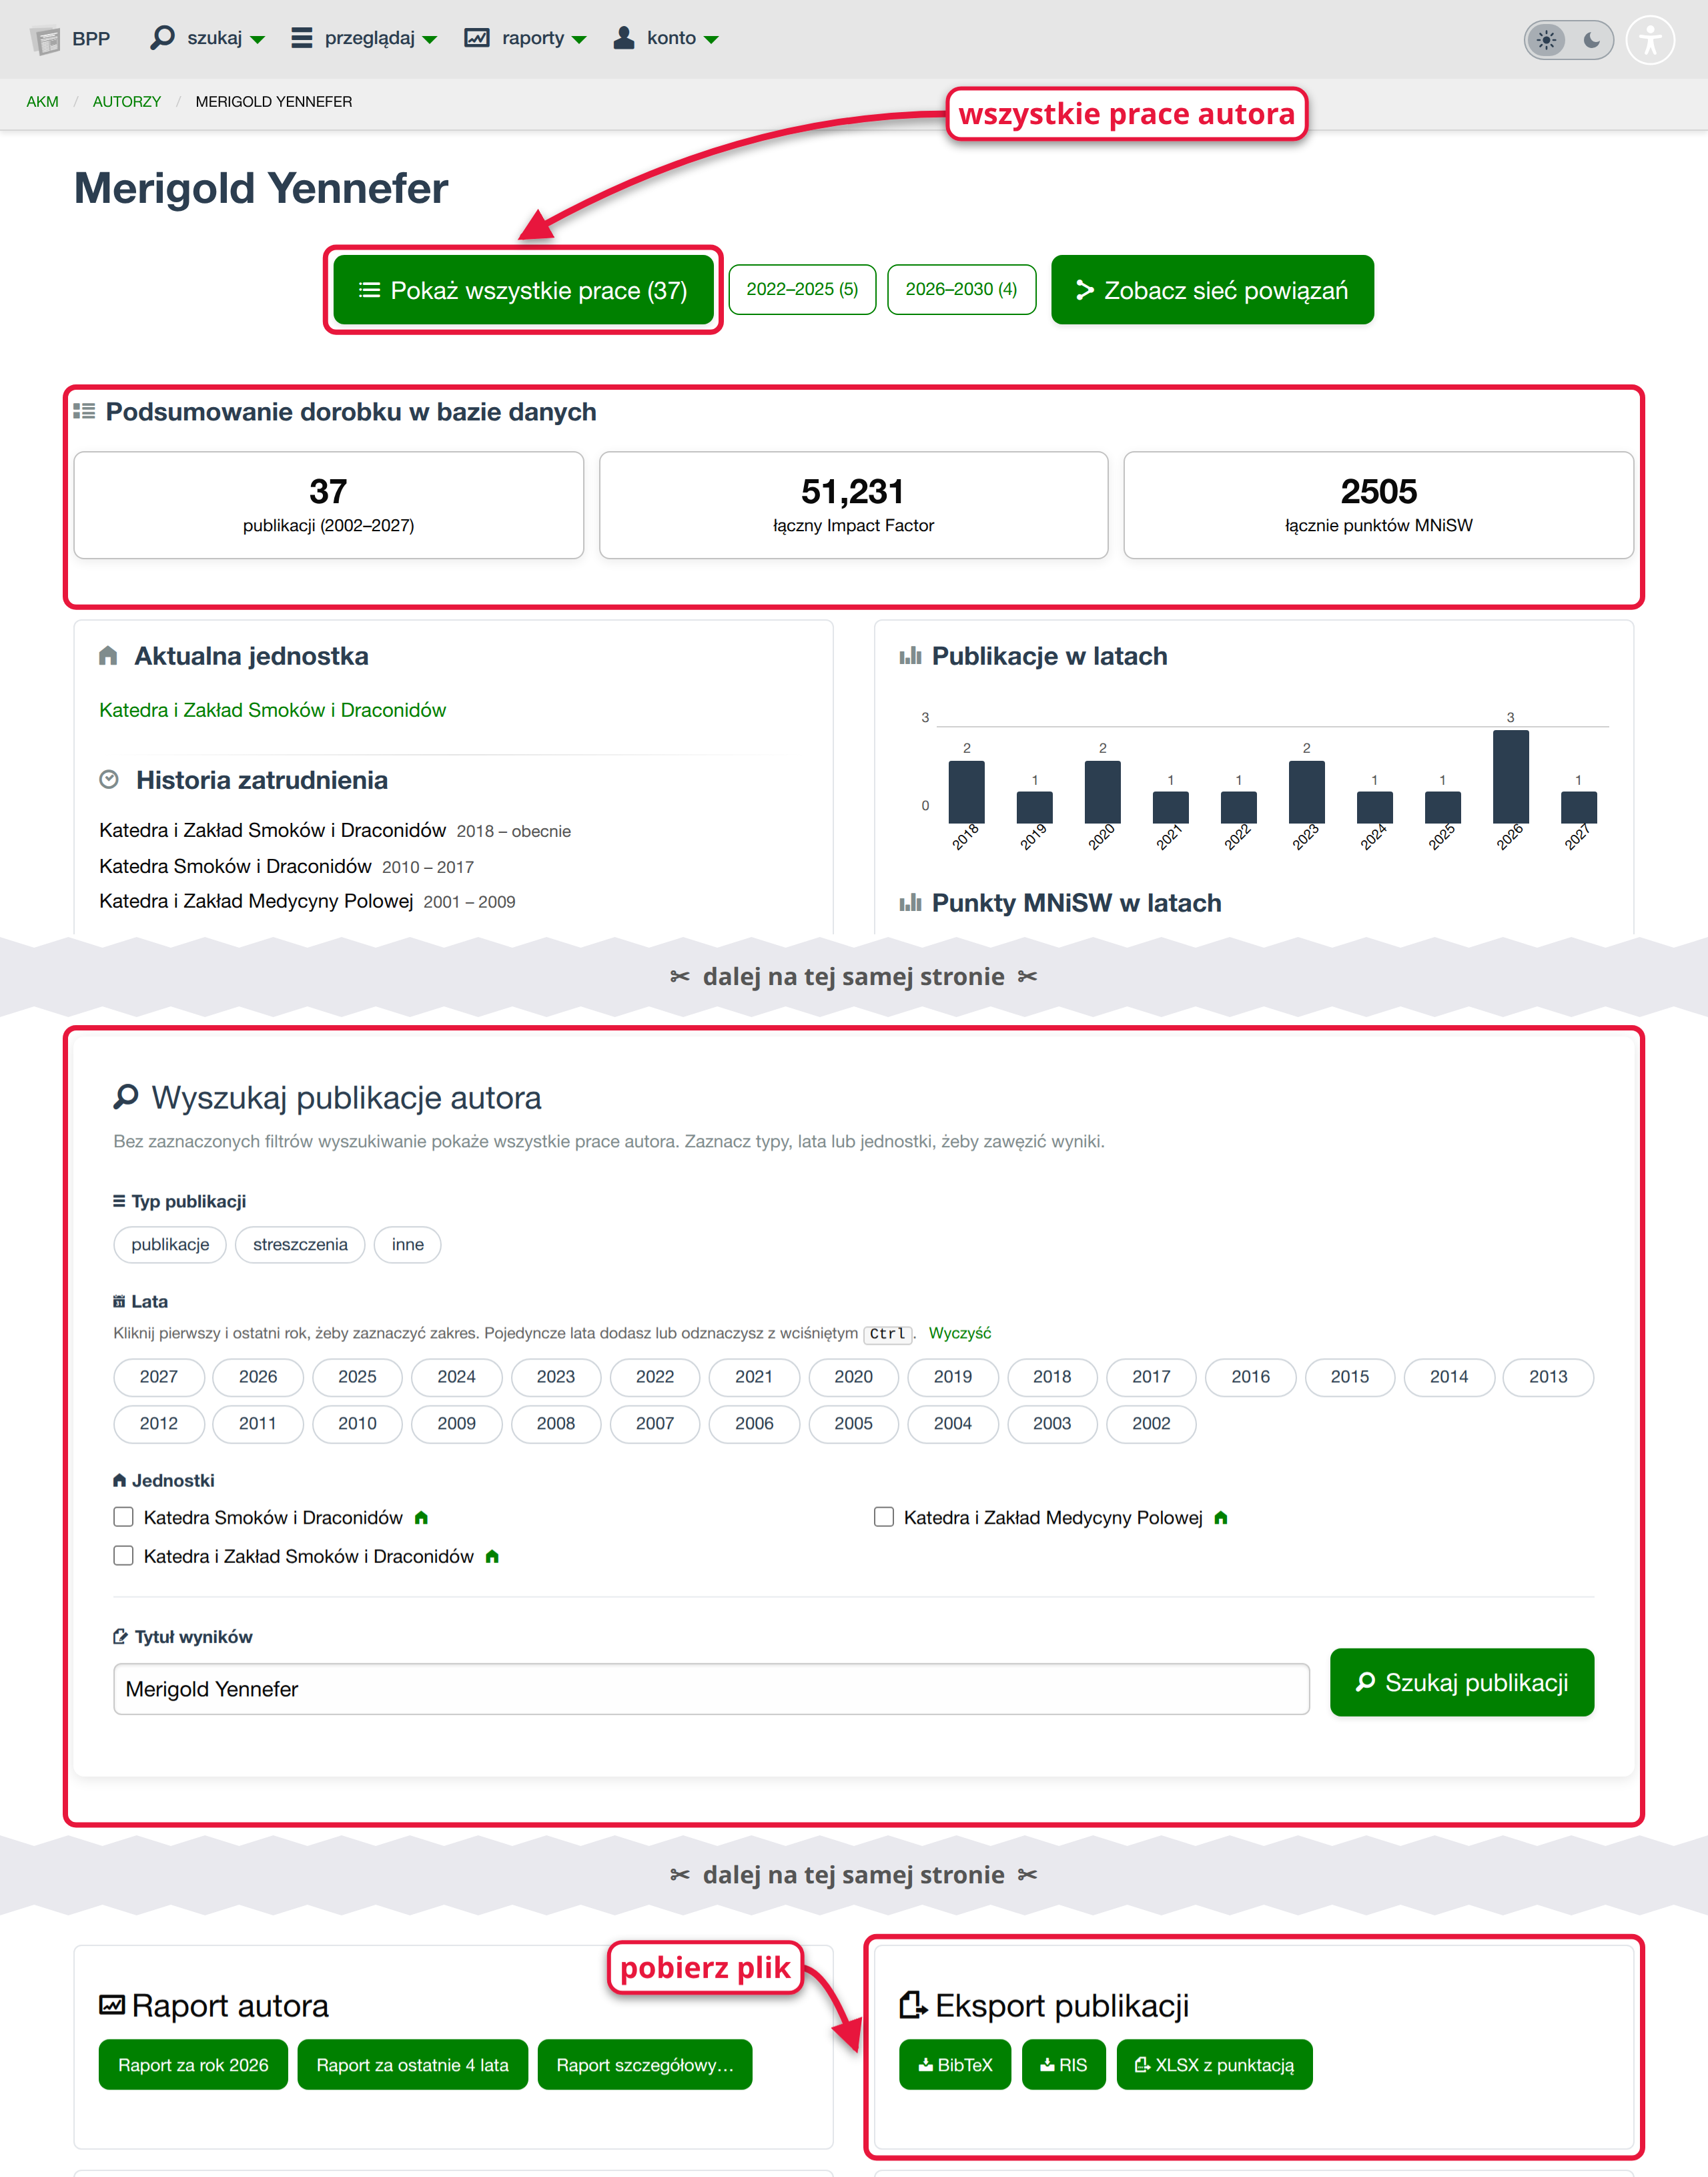 BPP szukaj przeglądaj raporty konto
AKM / AUTORZY / MERIGOLD YENNEFER
wszystkie prace autora
Merigold Yennefer
Pokaż wszystkie prace (37) 2022–2025 (5) 2026–2030 (4) Zobacz sieć powiązań
Podsumowanie dorobku w bazie danych
37
publikacji (2002–2027)
51,231
łączny Impact Factor
2505
łącznie punktów MNiSW
Aktualna jednostka
Katedra i Zakład Smoków i Draconidów
Historia zatrudnienia
Katedra i Zakład Smoków i Draconidów 2018 – obecnie
Katedra Smoków i Draconidów 2010 – 2017
Katedra i Zakład Medycyny Polowej 2001 – 2009
Publikacje w latach
3
0
2 1 2 1 1 2 1 1 3 1
2018 2019 2020 2021 2022 2023 2024 2025 2026 2027
Punkty MNiSW w latach
dalej na tej samej stronie
Wyszukaj publikacje autora
Bez zaznaczonych filtrów wyszukiwanie pokaże wszystkie prace autora. Zaznacz typy, lata lub jednostki, żeby zawęzić wyniki.
Typ publikacji
publikacje streszczenia inne
Lata
Kliknij pierwszy i ostatni rok, żeby zaznaczyć zakres. Pojedyncze lata dodasz lub odznaczysz z wciśniętym Ctrl. Wyczyść
2027 2026 2025 2024 2023 2022 2021 2020 2019 2018 2017 2016 2015 2014 2013
2012 2011 2010 2009 2008 2007 2006 2005 2004 2003 2002
Jednostki
Katedra Smoków i Draconidów Katedra i Zakład Medycyny Polowej
Katedra i Zakład Smoków i Draconidów
Tytuł wyników
Merigold Yennefer
Szukaj publikacji
dalej na tej samej stronie
pobierz plik
Raport autora
Raport za rok 2026 Raport za ostatnie 4 lata Raport szczegółowy…
Eksport publikacji
BibTeX RIS XLSX z punktacją